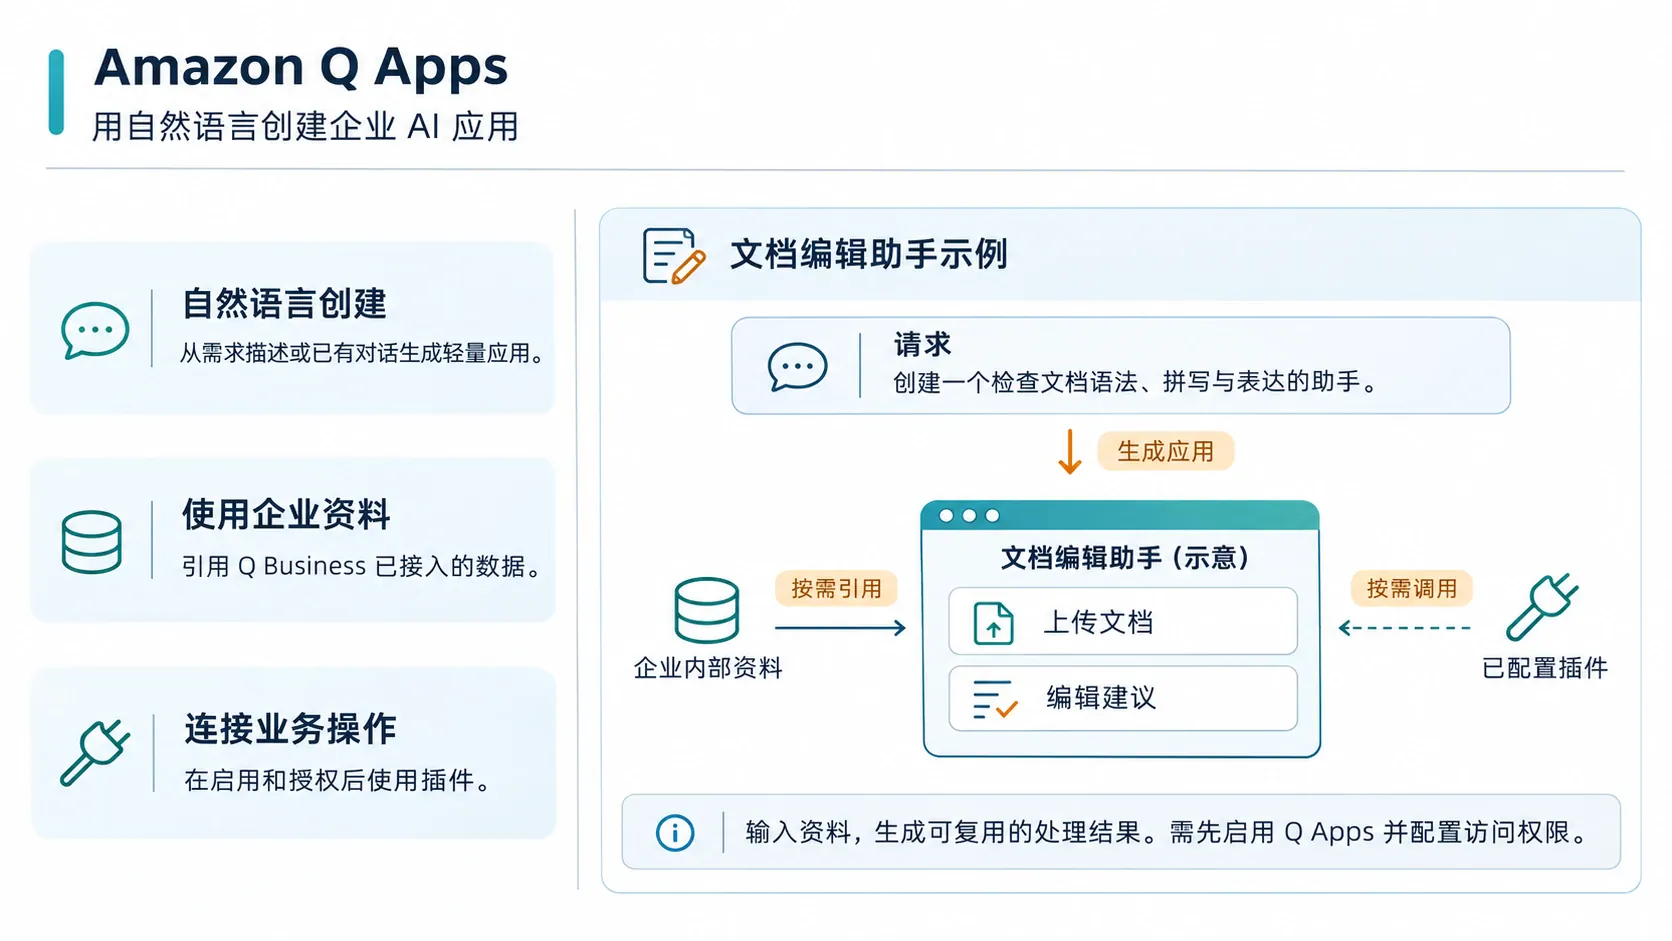 Amazon Q Apps
用自然语言创建企业 AI 应用
自然语言创建
从需求描述或已有对话生成轻量应用。
使用企业资料
引用 Q Business 已接入的数据。
连接业务操作
在启用和授权后使用插件。
文档编辑助手示例
请求
创建一个检查文档语法、拼写与表达的助手。
生成应用
文档编辑助手（示意）
上传文档
编辑建议
按需引用
企业内部资料
按需调用
已配置插件
输入资料，生成可复用的处理结果。需先启用 Q Apps 并配置访问权限。